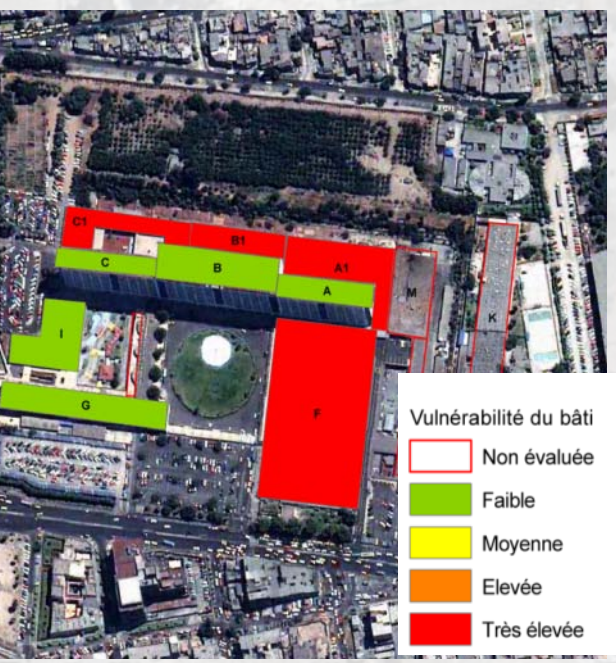 C1
B1
A1
C
B
A
M
K
I
G
F
Vulnérabilité du bâti
Non évaluée
Faible
Moyenne
Elevée
Très élevée